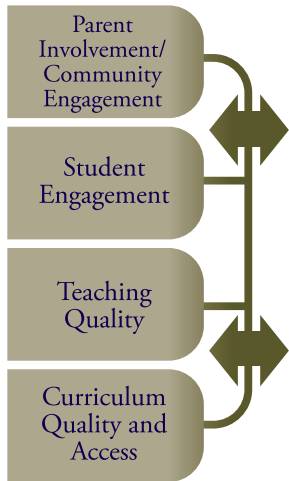 Parent
Involvement/
Community
Engagement
Student
Engagement
Teaching
Quality
Curriculum
Quality and
Access